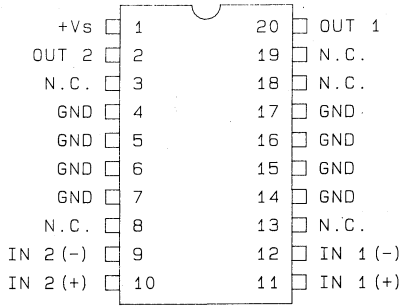 +Vs 1 20 OUT 1
OUT 2 2 19 N.C.
N.C. 3 18 N.C.
GND 4 17 GND
GND 5 16 GND
GND 6 15 GND
GND 7 14 GND
N.C. 8 13 N.C.
IN 2(-) 9 12 IN 1(-)
IN 2(+) 10 11 IN 1(+)